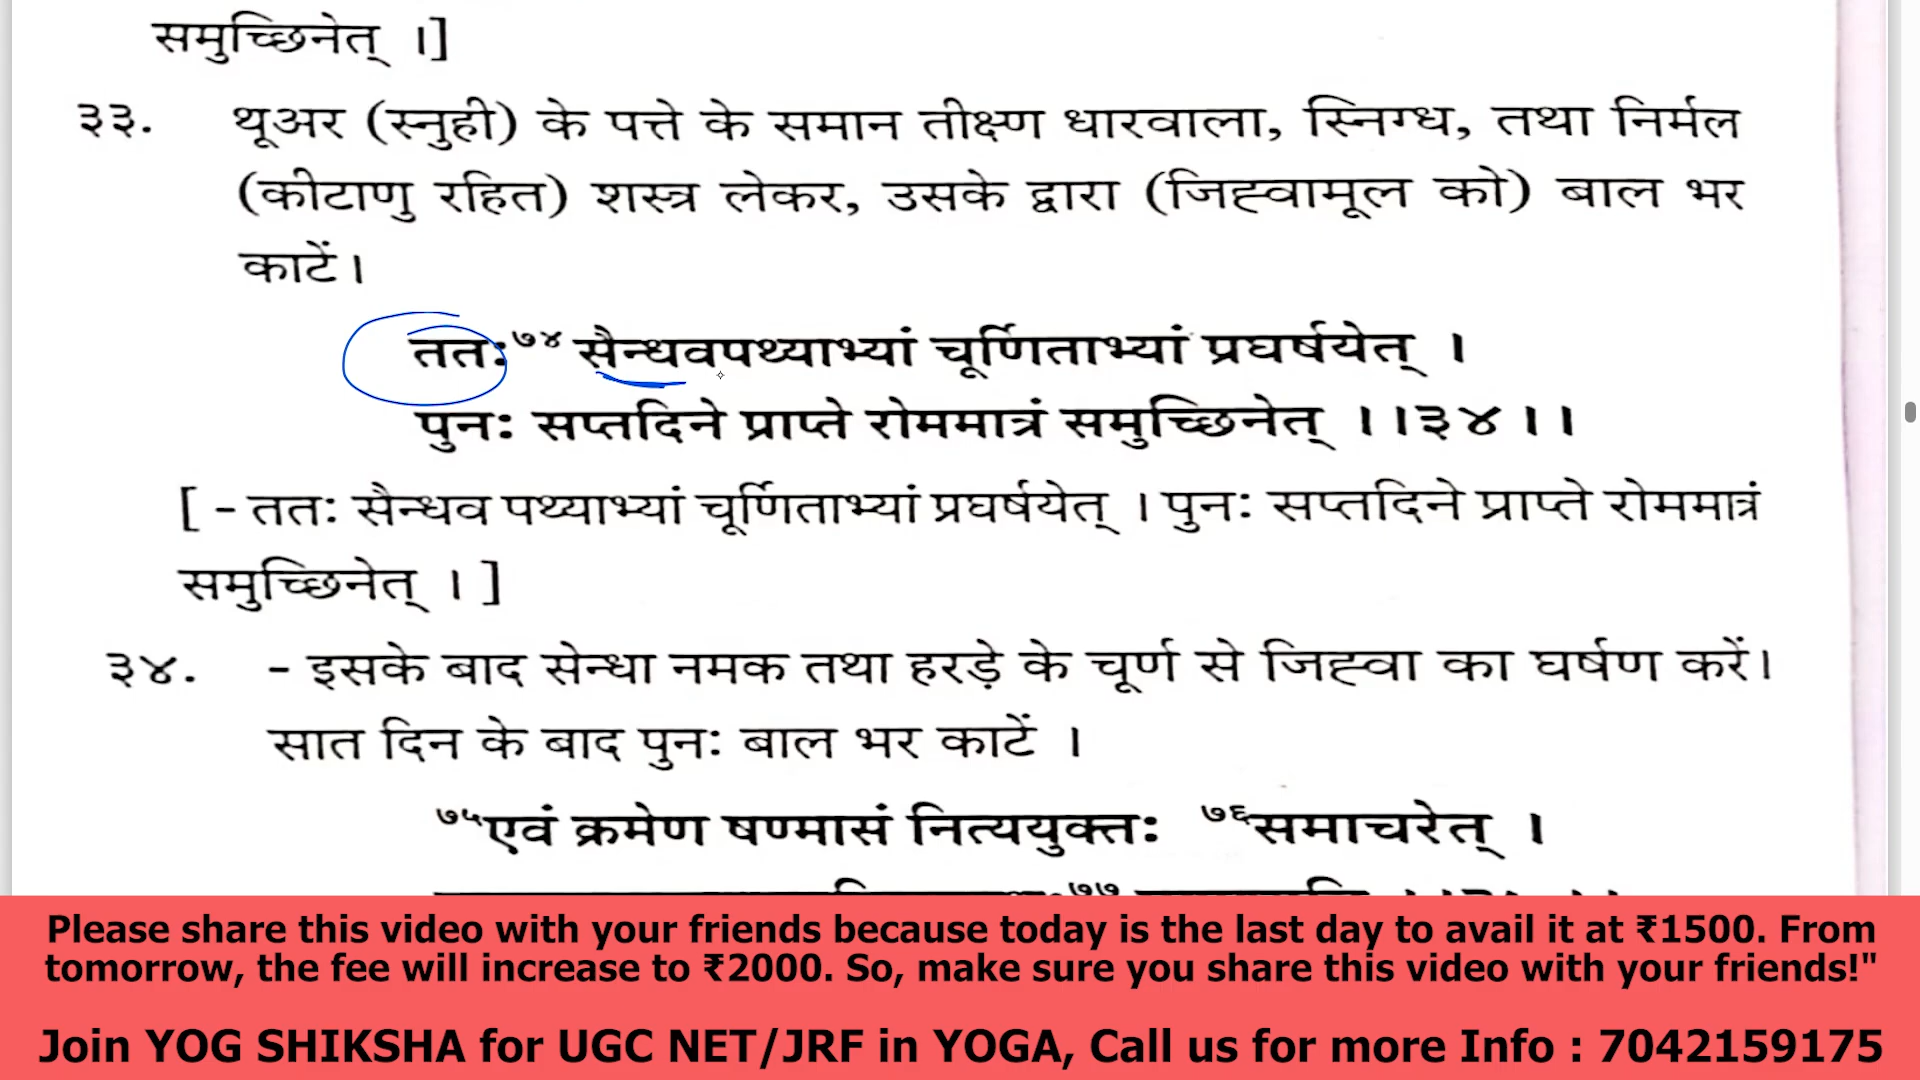 समुच्छिनेत् ।]
३३. थूअर (स्नुही) के पत्ते के समान तीक्ष्ण धारवाला, स्निग्ध, तथा निर्मल
(कीटाणु रहित) शस्त्र लेकर, उसके द्वारा (जिह्वामूल को) बाल भर
काटें।
ततः⁷⁴ सैन्धवपथ्याभ्यां चूर्णिताभ्यां प्रघर्षयेत् ।
पुनः सप्तदिने प्राप्ते रोममात्रं समुच्छिनेत् ।।३४।।
[ - ततः सैन्धव पथ्याभ्यां चूर्णिताभ्यां प्रघर्षयेत् । पुनः सप्तदिने प्राप्ते रोममात्रं
समुच्छिनेत् । ]
३४. - इसके बाद सेन्धा नमक तथा हरड़े के चूर्ण से जिह्वा का घर्षण करें।
सात दिन के बाद पुनः बाल भर काटें ।
७५एवं क्रमेण षण्मासं नित्ययुक्तः ७६समाचरेत् ।
Please share this video with your friends because today is the last day to avail it at ₹1500. From
tomorrow, the fee will increase to ₹2000. So, make sure you share this video with your friends!"
Join YOG SHIKSHA for UGC NET/JRF in YOGA, Call us for more Info : 7042159175